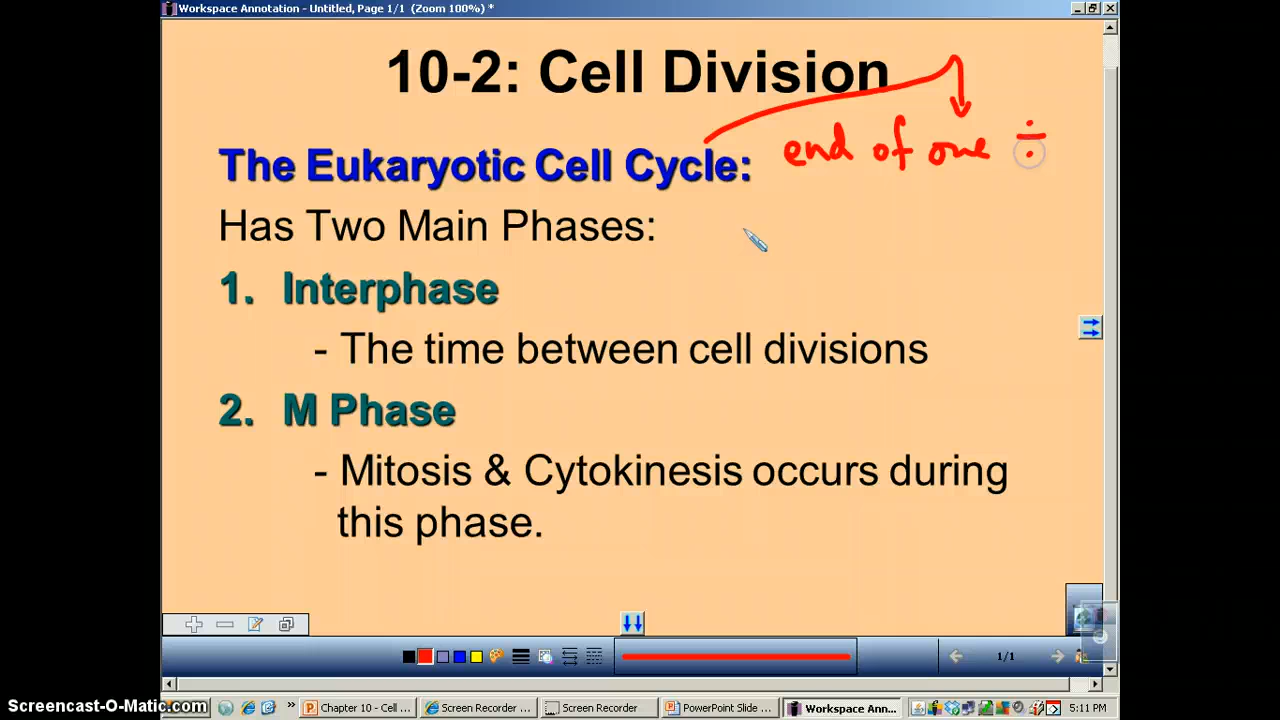 Workspace Annotation - Untitled, Page 1/1 (Zoom 100%) *
10-2: Cell Division
end of one ÷
The Eukaryotic Cell Cycle:
Has Two Main Phases:
1. Interphase
- The time between cell divisions
2. M Phase
- Mitosis & Cytokinesis occurs during
this phase.
1/1
Screencast-O-Matic.com
Chapter 10 - Cell ...
Screen Recorder ...
Screen Recorder
PowerPoint Slide ...
Workspace Ann...
5:11 PM